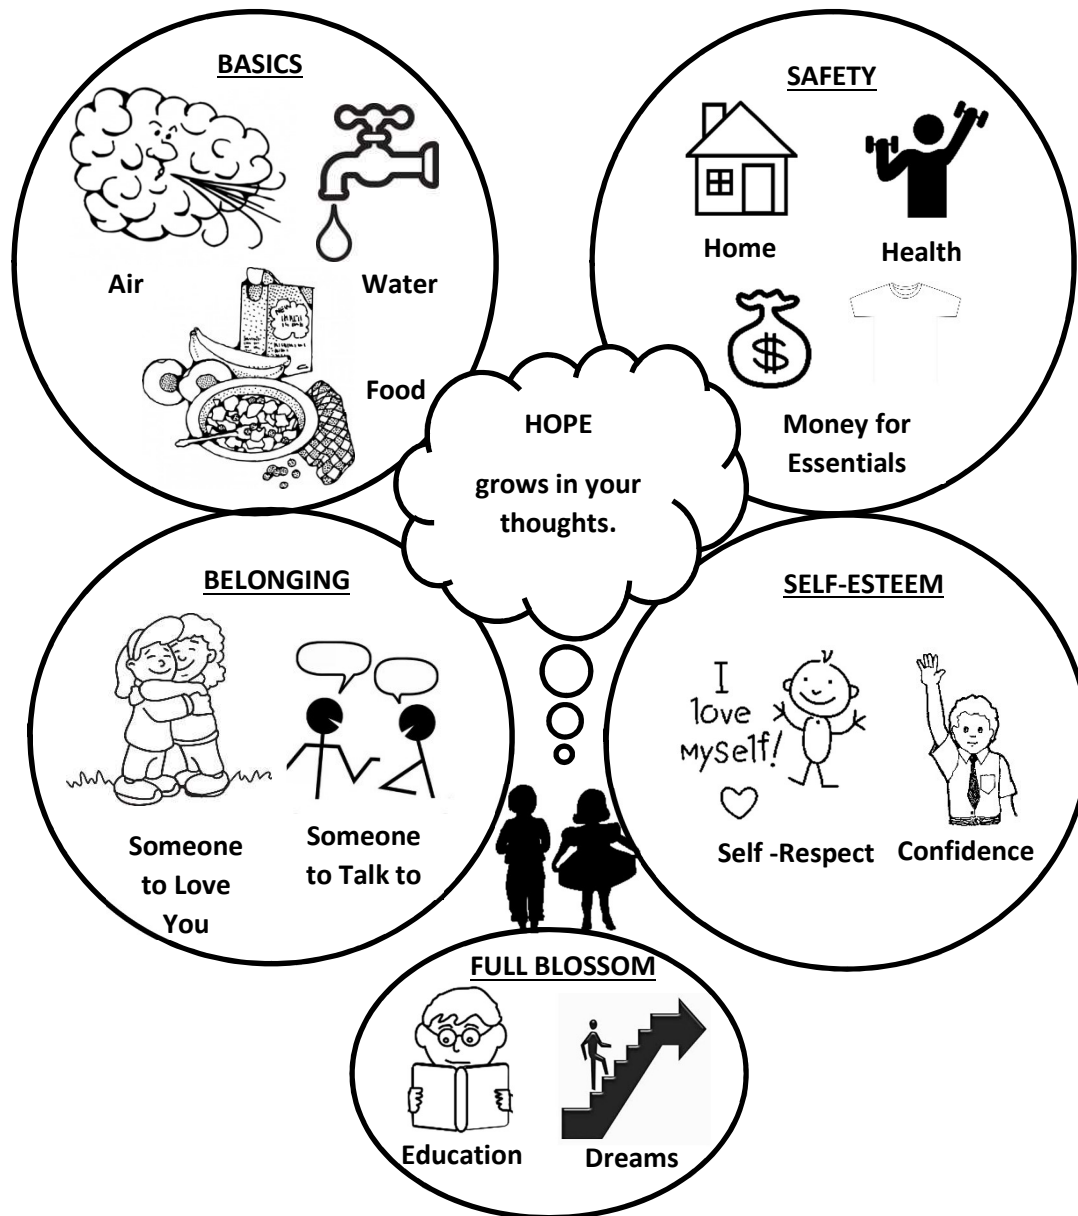 BASICS
Air
Water
Food
SAFETY
Home
Health
$
Money for
Essentials
HOPE
grows in your
thoughts.
BELONGING
Someone
to Love
You
Someone
to Talk to
SELF-ESTEEM
I
love
Myself!
Self -Respect
Confidence
FULL BLOSSOM
Education
Dreams